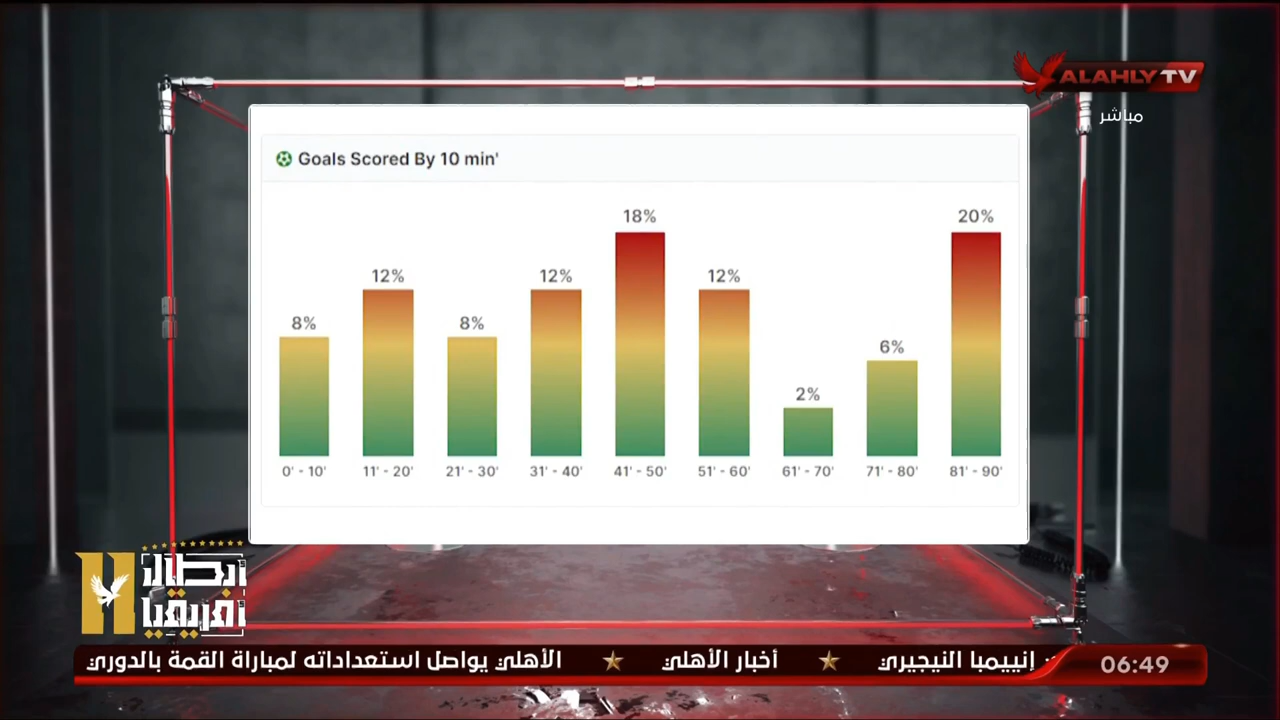 ALAHLY TV
مباشر
Goals Scored By 10 min'
8% 12% 8% 12% 18% 12% 2% 6% 20%
0' - 10' 11' - 20' 21' - 30' 31' - 40' 41' - 50' 51' - 60' 61' - 70' 71' - 80' 81' - 90'
11 أبطال
أفريقيا
إنييمبا النيجيري ★ أخبار الأهلي ★ الأهلي يواصل استعداداته لمباراة القمة بالدوري
06:49